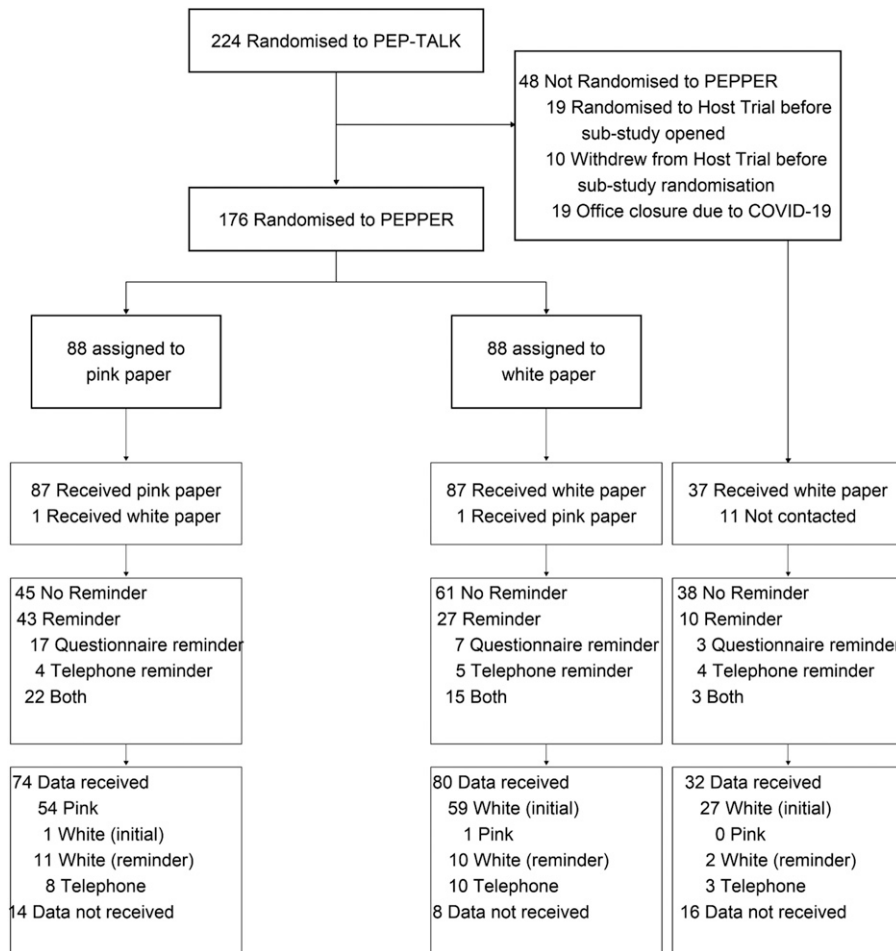 224 Randomised to PEP-TALK
48 Not Randomised to PEPPER
19 Randomised to Host Trial before
sub-study opened
10 Withdrew from Host Trial before
sub-study randomisation
19 Office closure due to COVID-19
176 Randomised to PEPPER
88 assigned to
pink paper
88 assigned to
white paper
87 Received pink paper
1 Received white paper
87 Received white paper
1 Received pink paper
37 Received white paper
11 Not contacted
45 No Reminder
43 Reminder
17 Questionnaire reminder
4 Telephone reminder
22 Both
61 No Reminder
27 Reminder
7 Questionnaire reminder
5 Telephone reminder
15 Both
38 No Reminder
10 Reminder
3 Questionnaire reminder
4 Telephone reminder
3 Both
74 Data received
54 Pink
1 White (initial)
11 White (reminder)
8 Telephone
14 Data not received
80 Data received
59 White (initial)
1 Pink
10 White (reminder)
10 Telephone
8 Data not received
32 Data received
27 White (initial)
0 Pink
2 White (reminder)
3 Telephone
16 Data not received